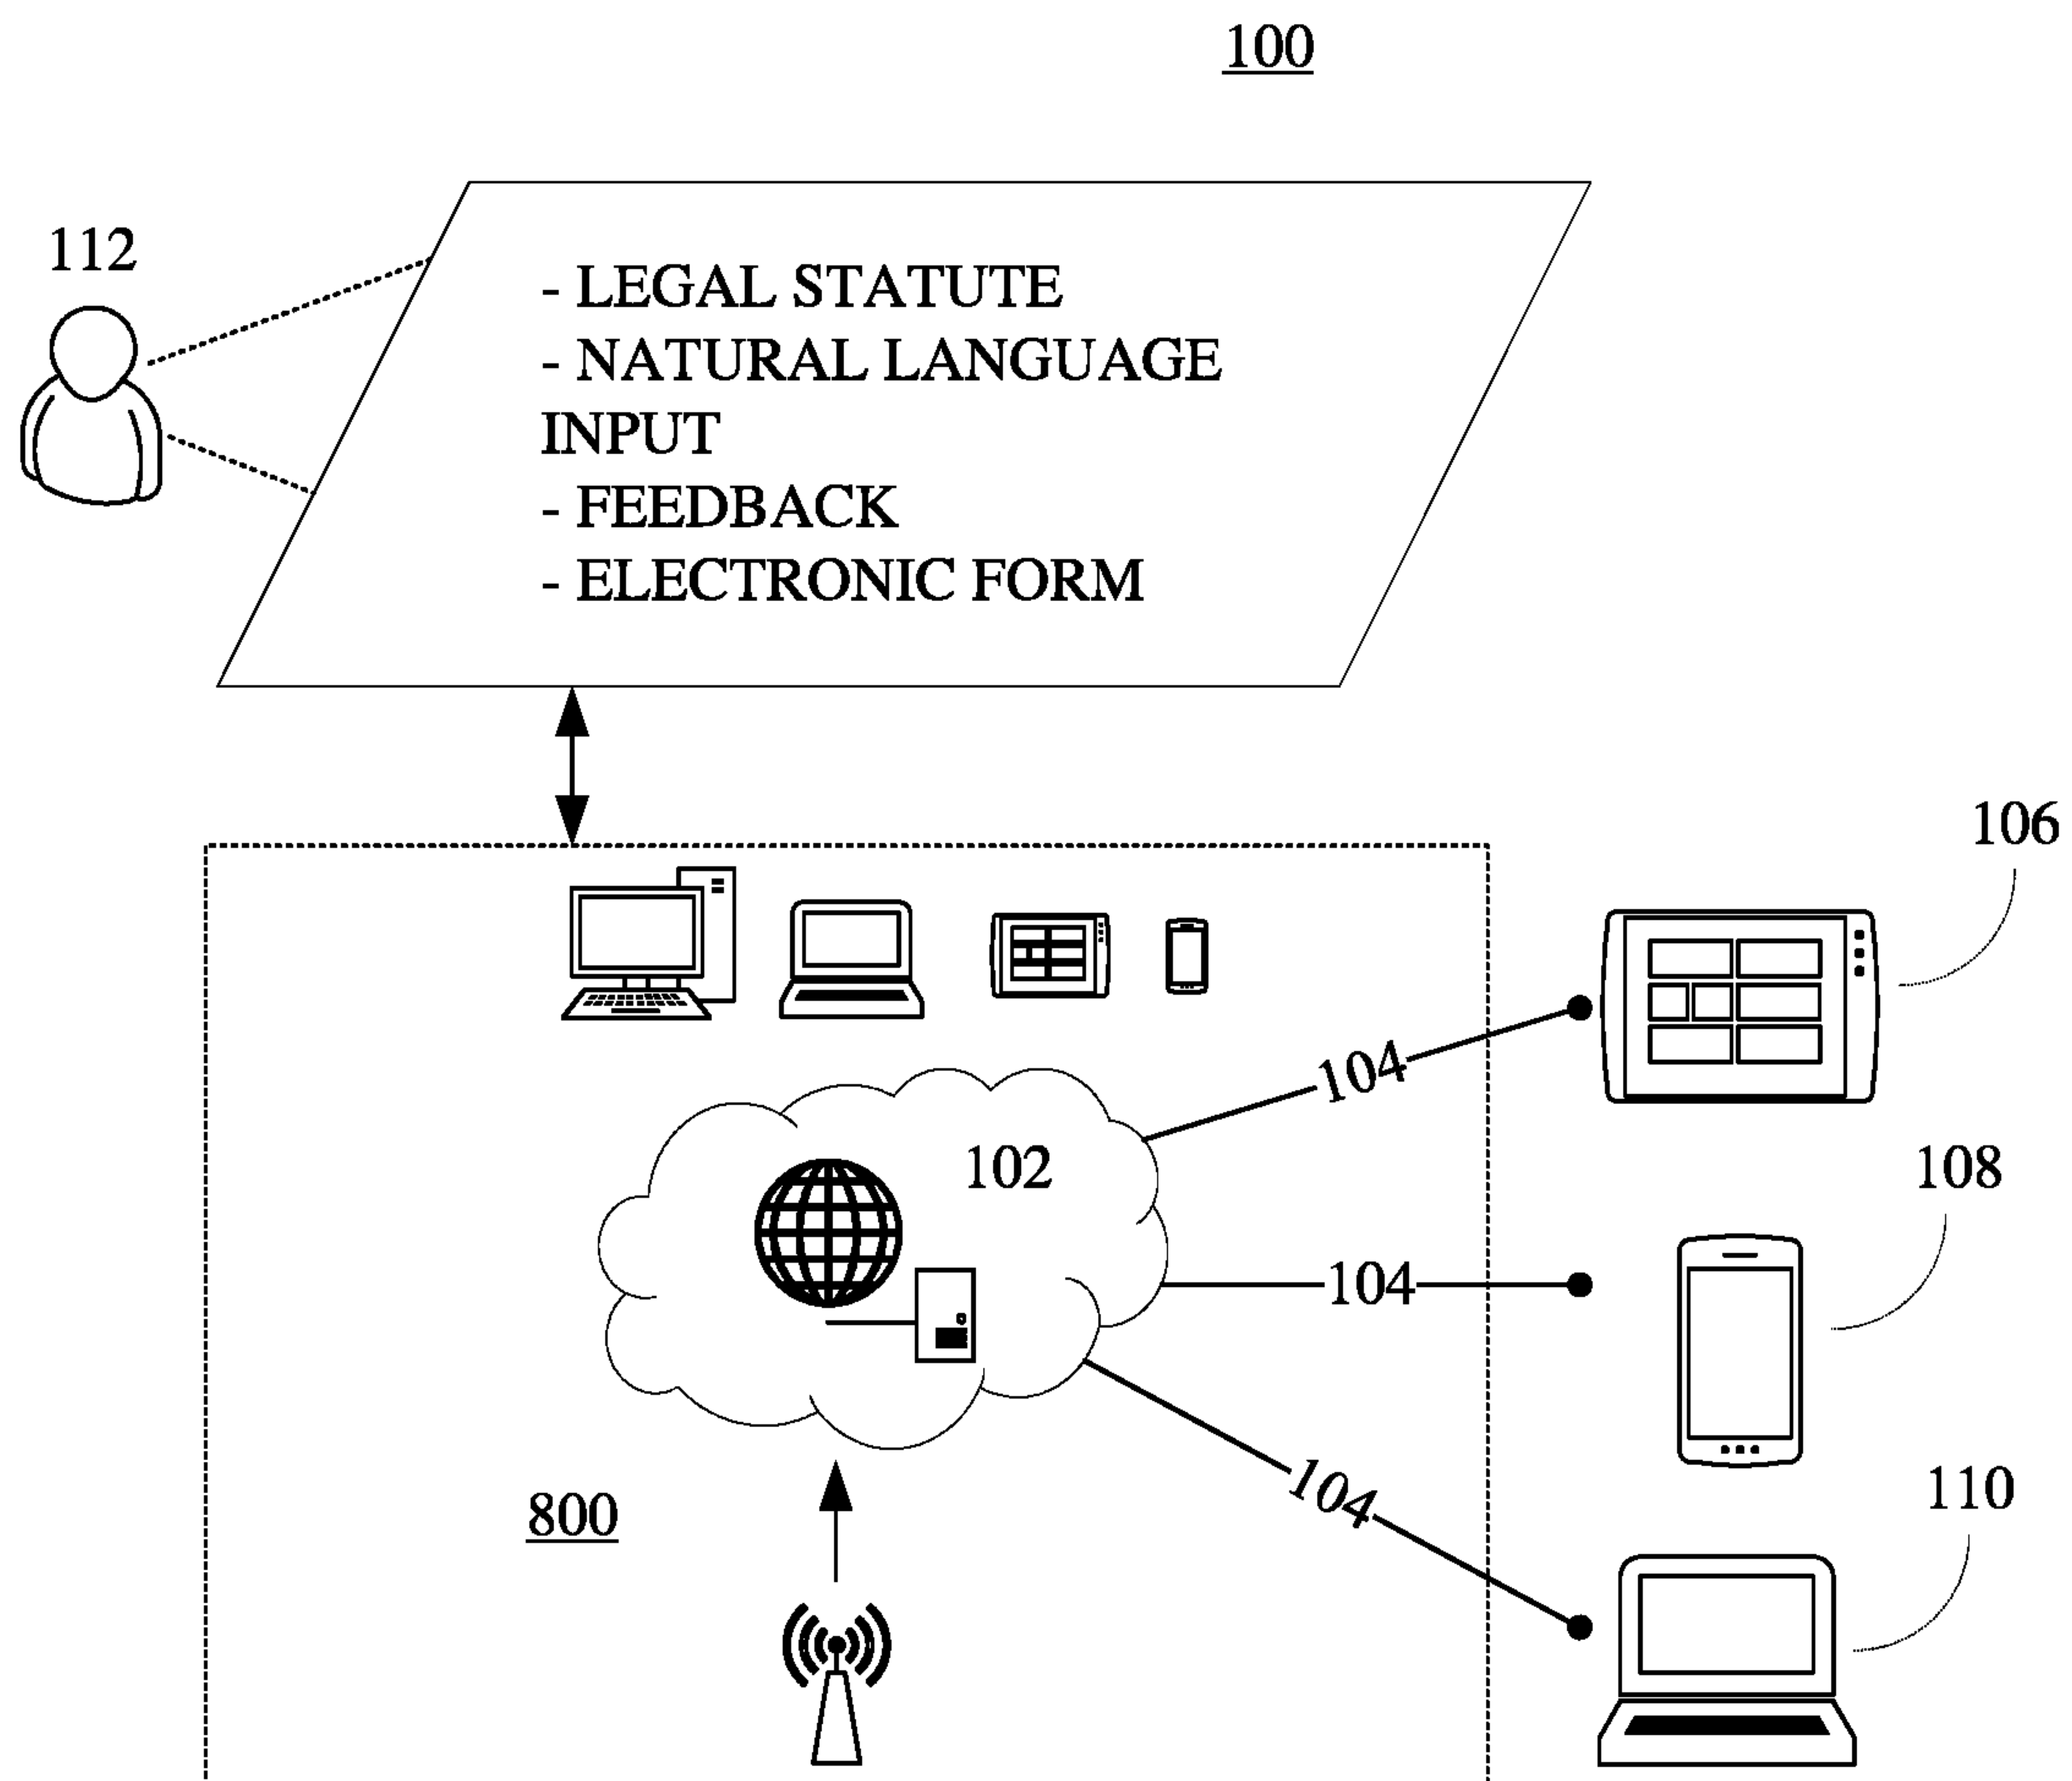 100
112
- LEGAL STATUTE
- NATURAL LANGUAGE
INPUT
- FEEDBACK
- ELECTRONIC FORM
106
104
102
108
104
104
110
800